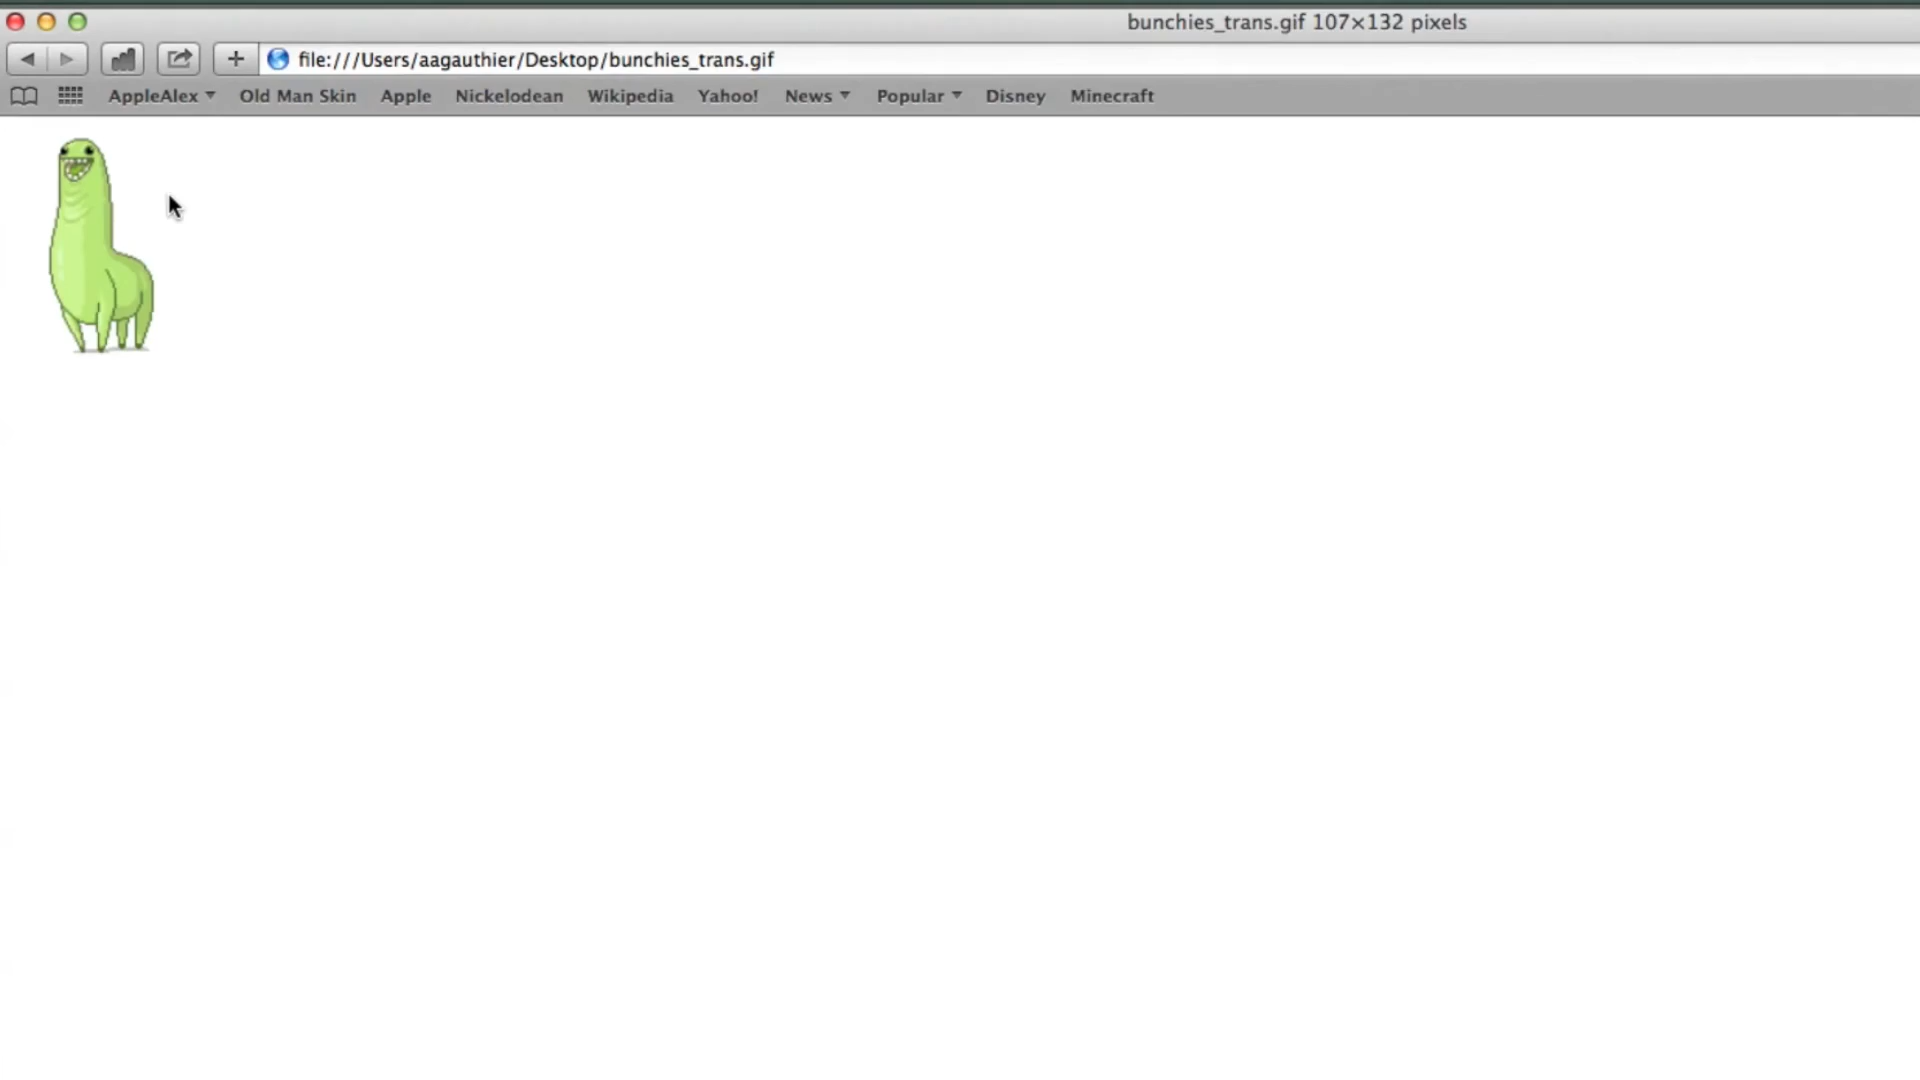 bunchies_trans.gif 107×132 pixels
file:///Users/aagauthier/Desktop/bunchies_trans.gif
AppleAlex Old Man Skin Apple Nickelodean Wikipedia Yahoo! News Popular Disney Minecraft